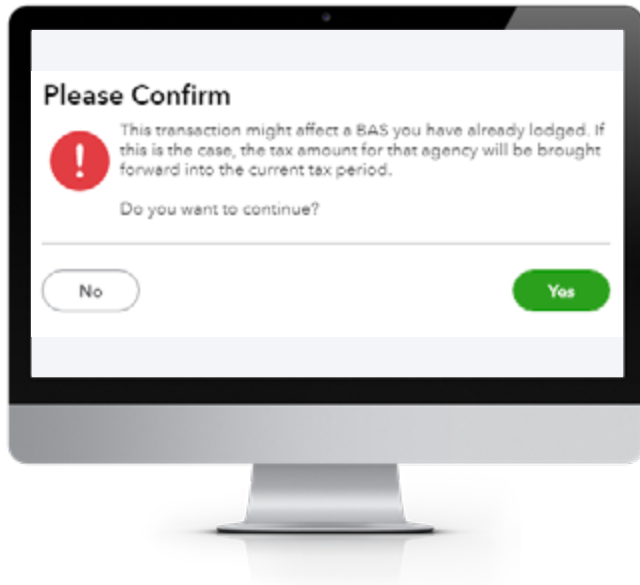 Please Confirm
This transaction might affect a BAS you have already lodged. If
this is the case, the tax amount for that agency will be brought
forward into the current tax period.
Do you want to continue?
No
Yes